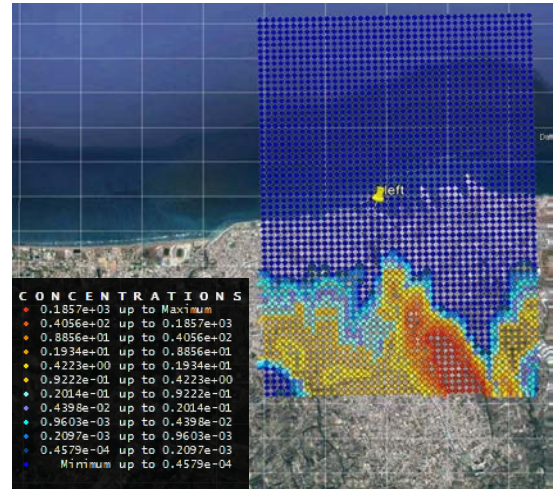 left
Da
C O N C E N T R A T I O N S
0.1857e+03 up to Maximum
0.4056e+02 up to 0.1857e+03
0.8856e+01 up to 0.4056e+02
0.1934e+01 up to 0.8856e+01
0.4223e+00 up to 0.1934e+01
0.9222e-01 up to 0.4223e+00
0.2014e-01 up to 0.9222e-01
0.4398e-02 up to 0.2014e-01
0.9603e-03 up to 0.4398e-02
0.2097e-03 up to 0.9603e-03
0.4579e-04 up to 0.2097e-03
Minimum up to 0.4579e-04